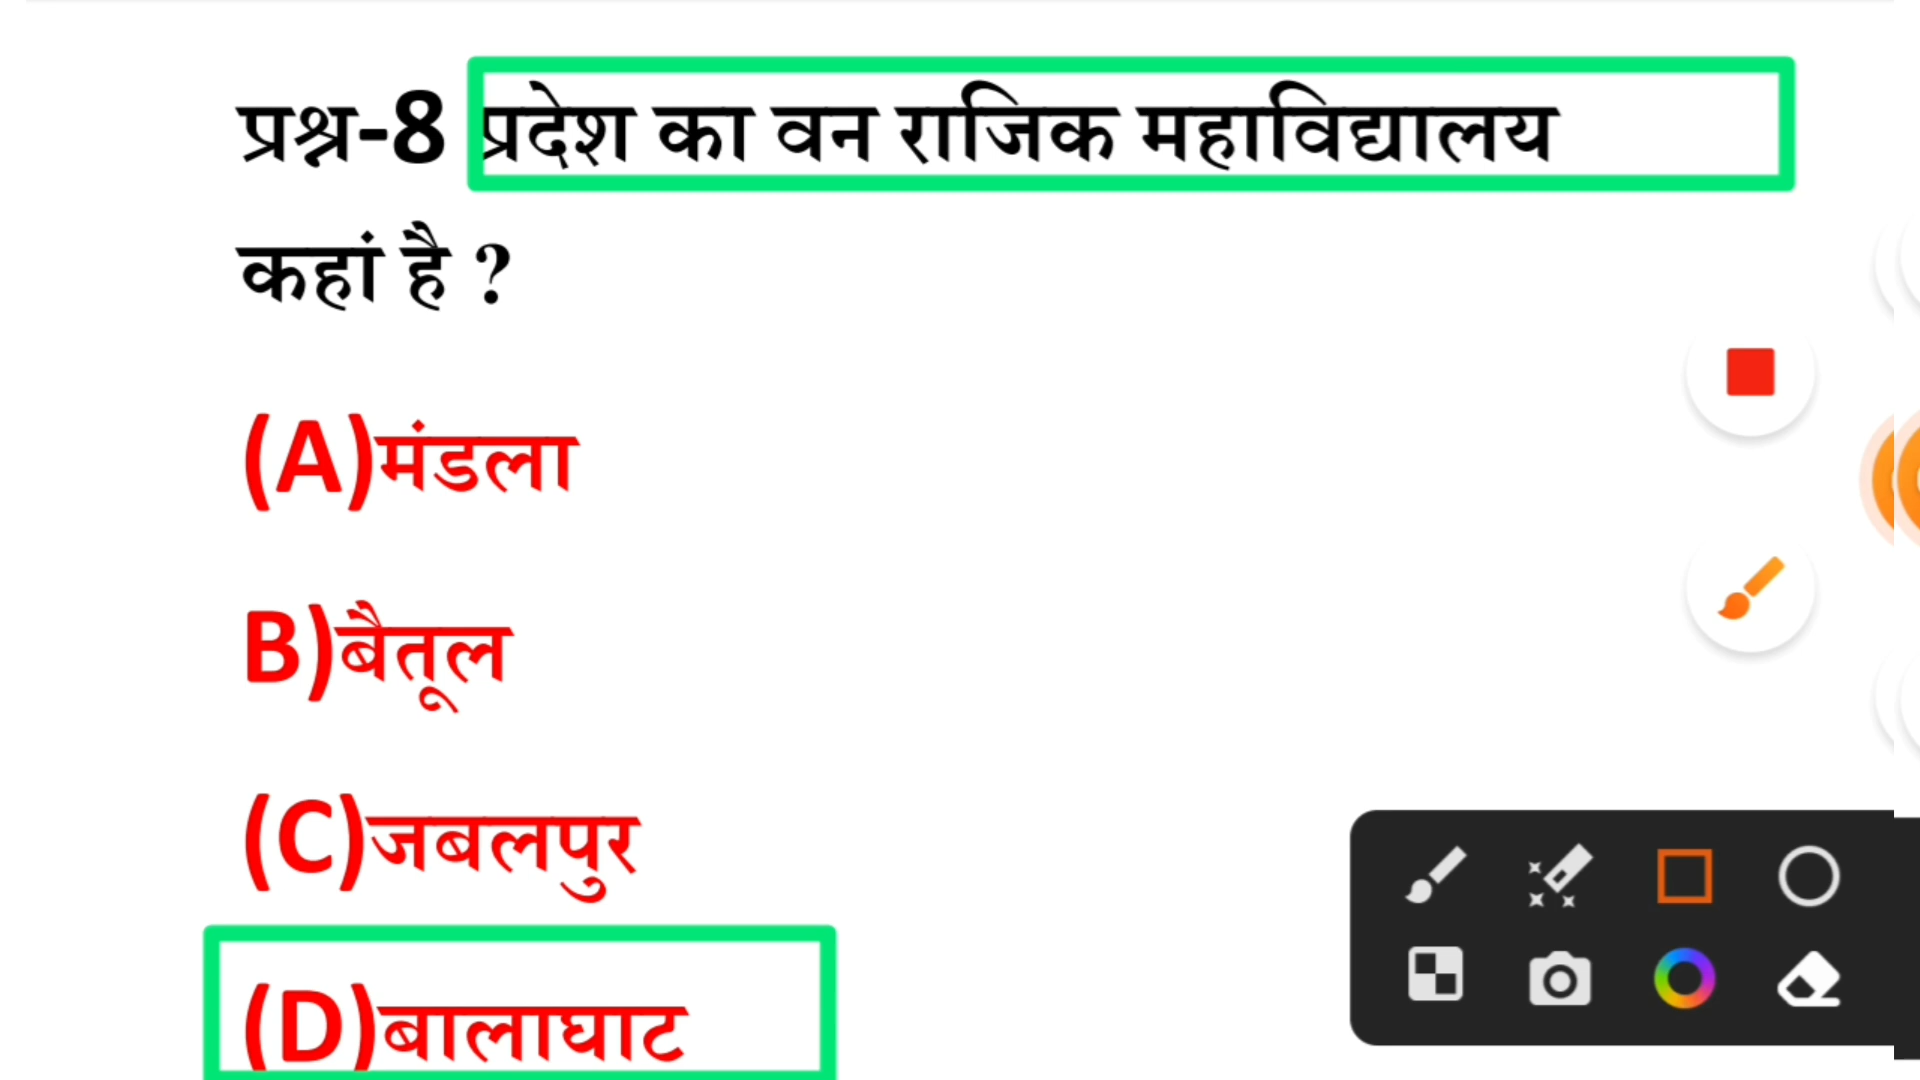 प्रश्न-8 प्रदेश का वन राजिक महाविद्यालय
कहां है ?
(A)मंडला
B)बैतूल
(C)जबलपुर
(D)बालाघाट